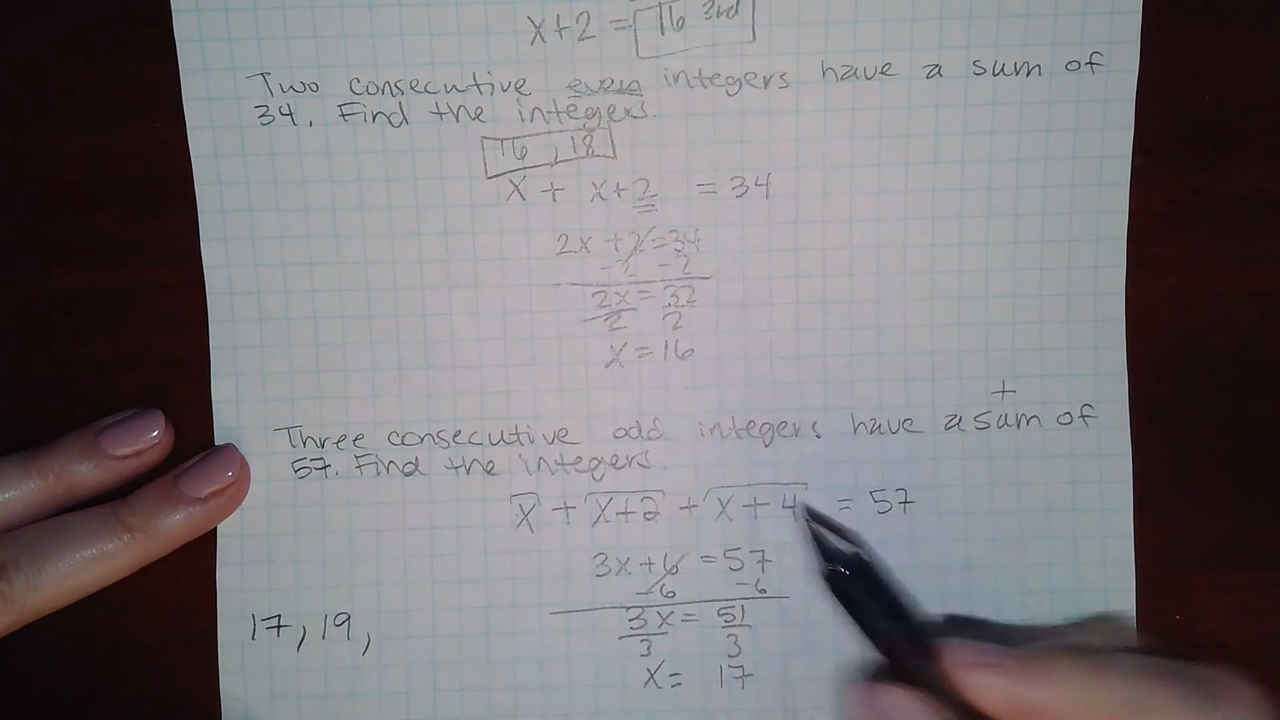 x+2 = 16 3rd
Two consecutive even integers have a sum of
34. Find the integers.
16, 18
x + x+2 = 34
2x +2=34
-2 -2
2x = 32
2 2
x=16
+
Three consecutive odd integers have a sum of
57. Find the integers.
x + x+2 + x+4 = 57
3x+6 = 57
-6 -6
3x = 51
3 3
17, 19,
x= 17